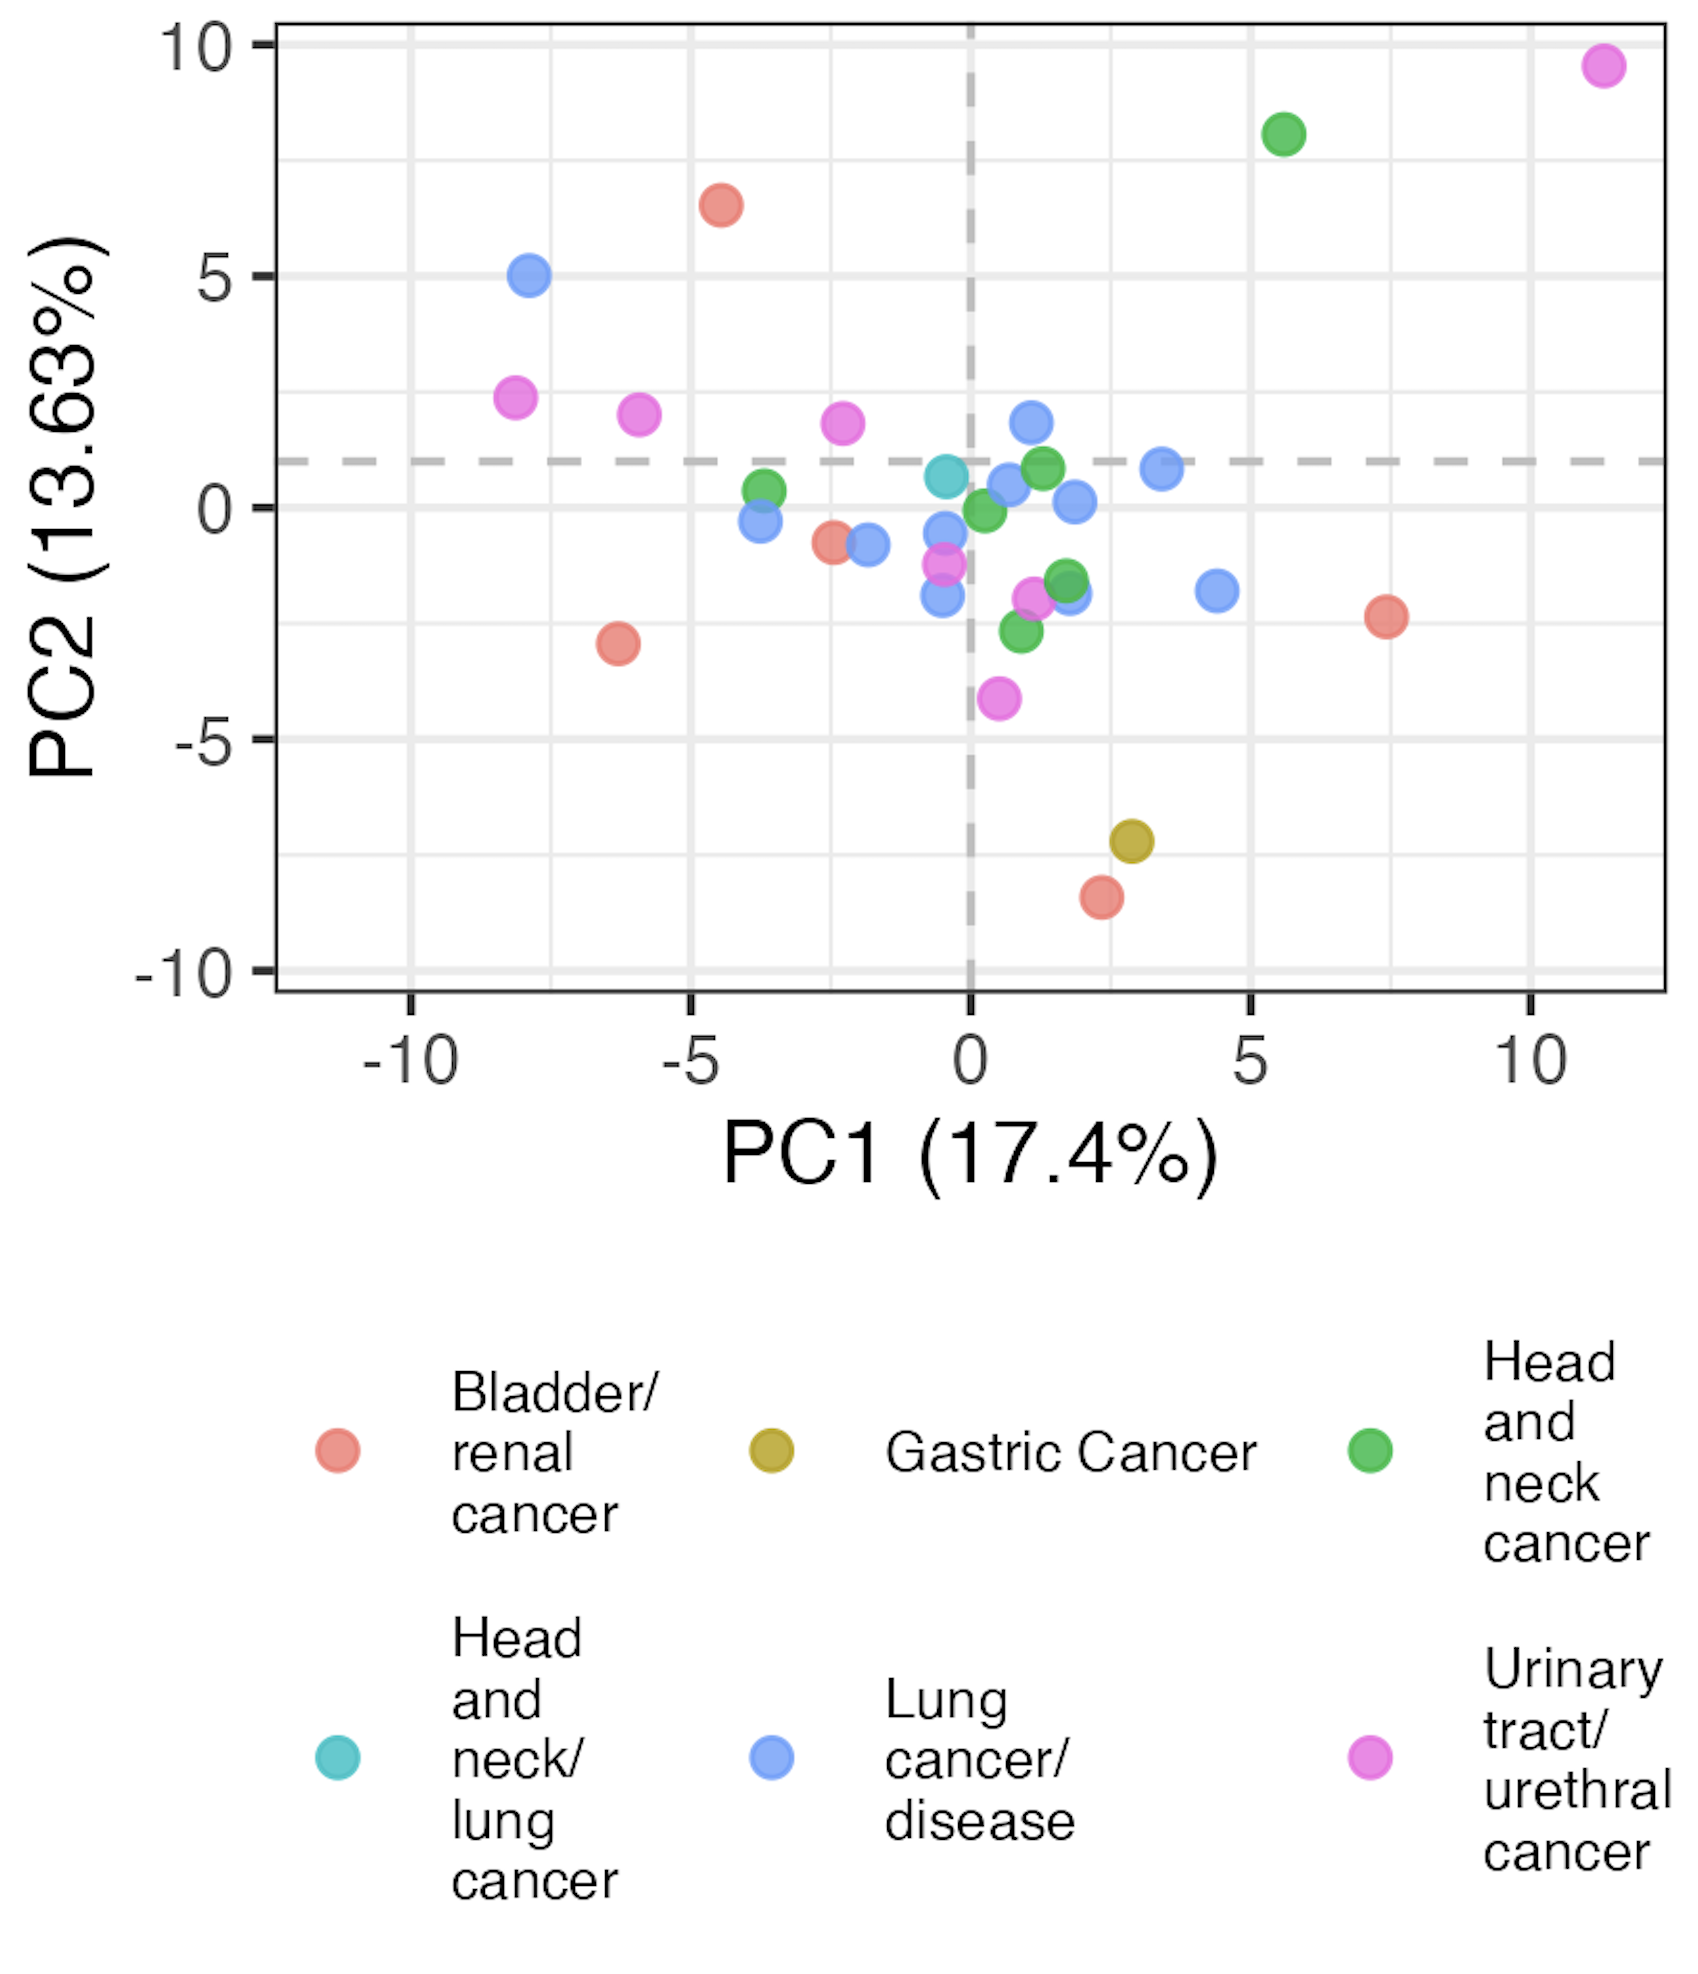 10
5
0
-5
-10
PC2 (13.63%)
-10
-5
0
5
10
PC1 (17.4%)
Bladder/
renal
cancer
Gastric Cancer
Head
and
neck
cancer
Head
and
neck/
lung
cancer
Lung
cancer/
disease
Urinary
tract/
urethral
cancer